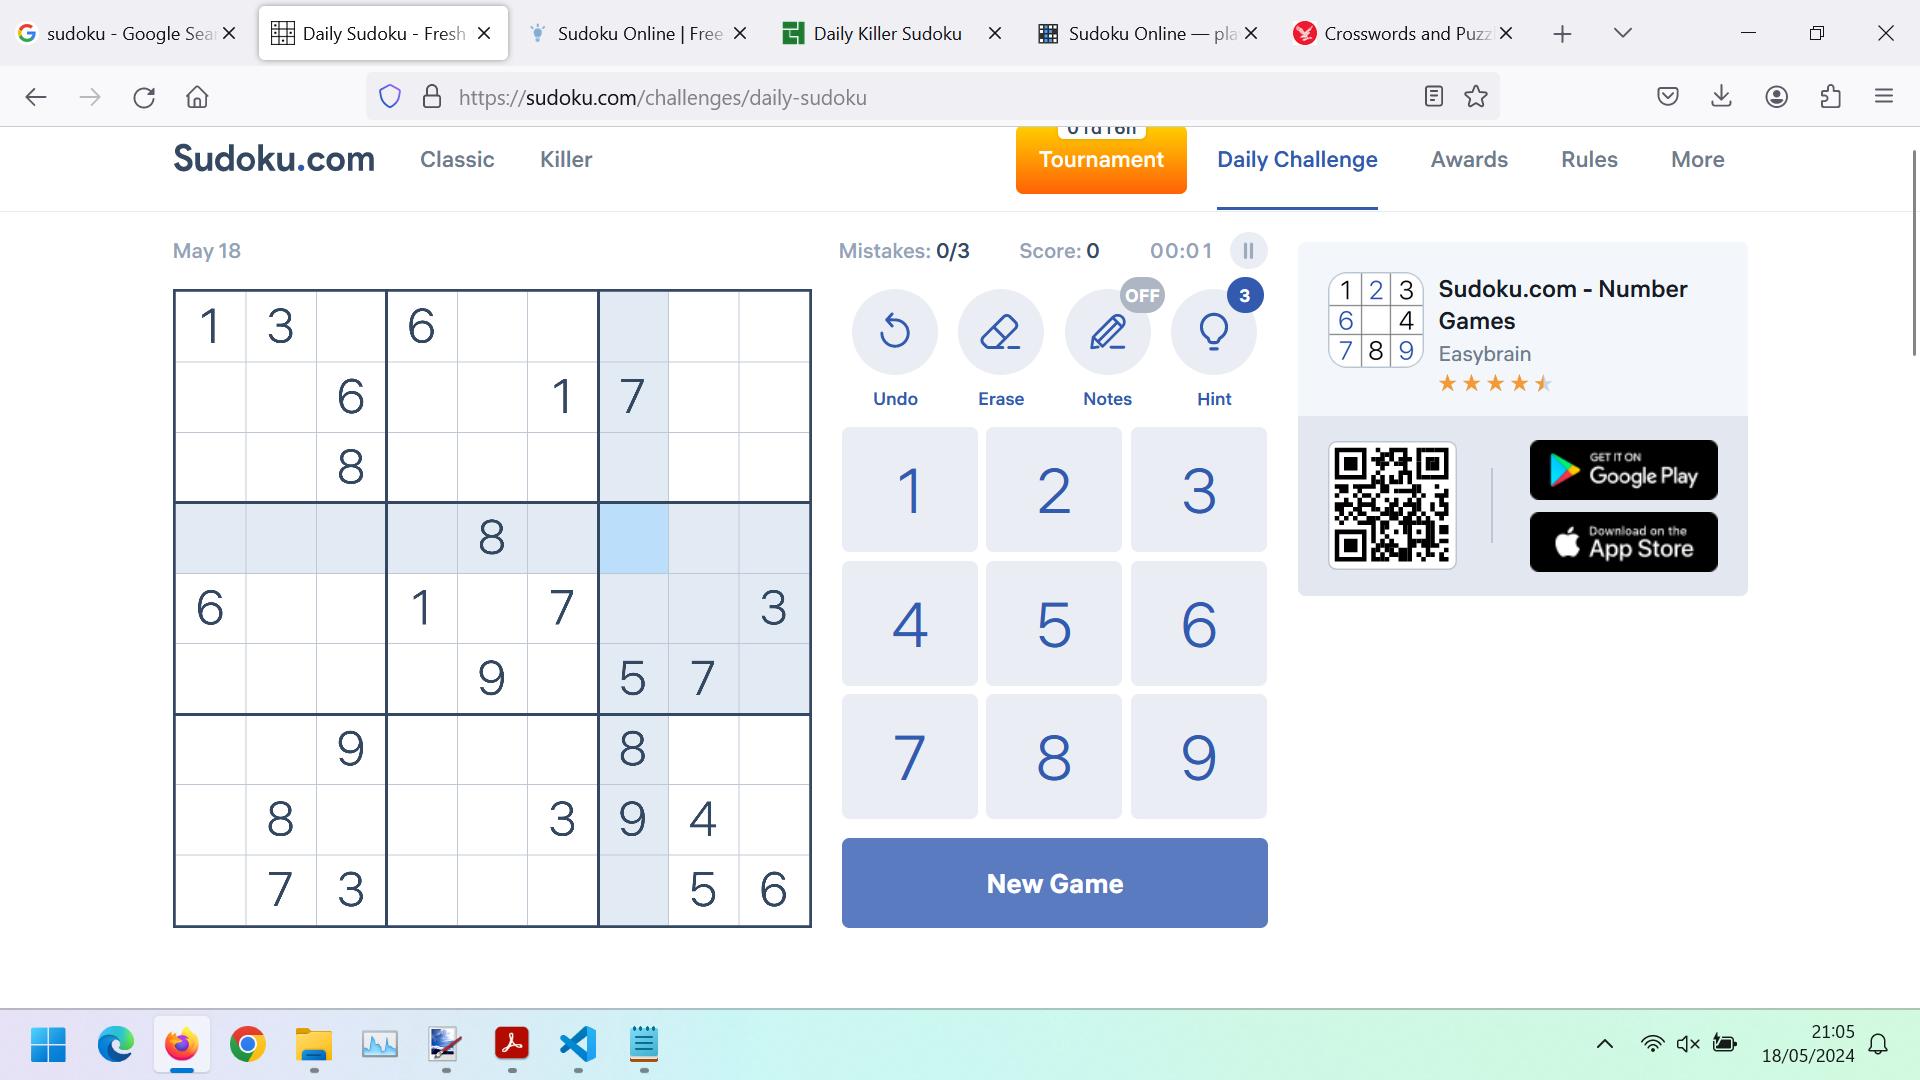 sudoku - Google Sear
Daily Sudoku - Fresh
Sudoku Online | Free
Daily Killer Sudoku
Sudoku Online — pla
Crosswords and Puzz
https://sudoku.com/challenges/daily-sudoku
Sudoku.com
Classic
Killer
01d 16h
Tournament
Daily Challenge
Awards
Rules
More
May 18
Mistakes: 0/3
Score: 0
00:01
1 3 6
6 1 7
8
8
6 1 7 3
9 5 7
9 8
8 3 9 4
7 3 5 6
OFF
3
Undo
Erase
Notes
Hint
1 2 3
4 5 6
7 8 9
New Game
1 2 3
6 4
7 8 9
Sudoku.com - Number
Games
Easybrain
GET IT ON
Google Play
Download on the
App Store
21:05
18/05/2024